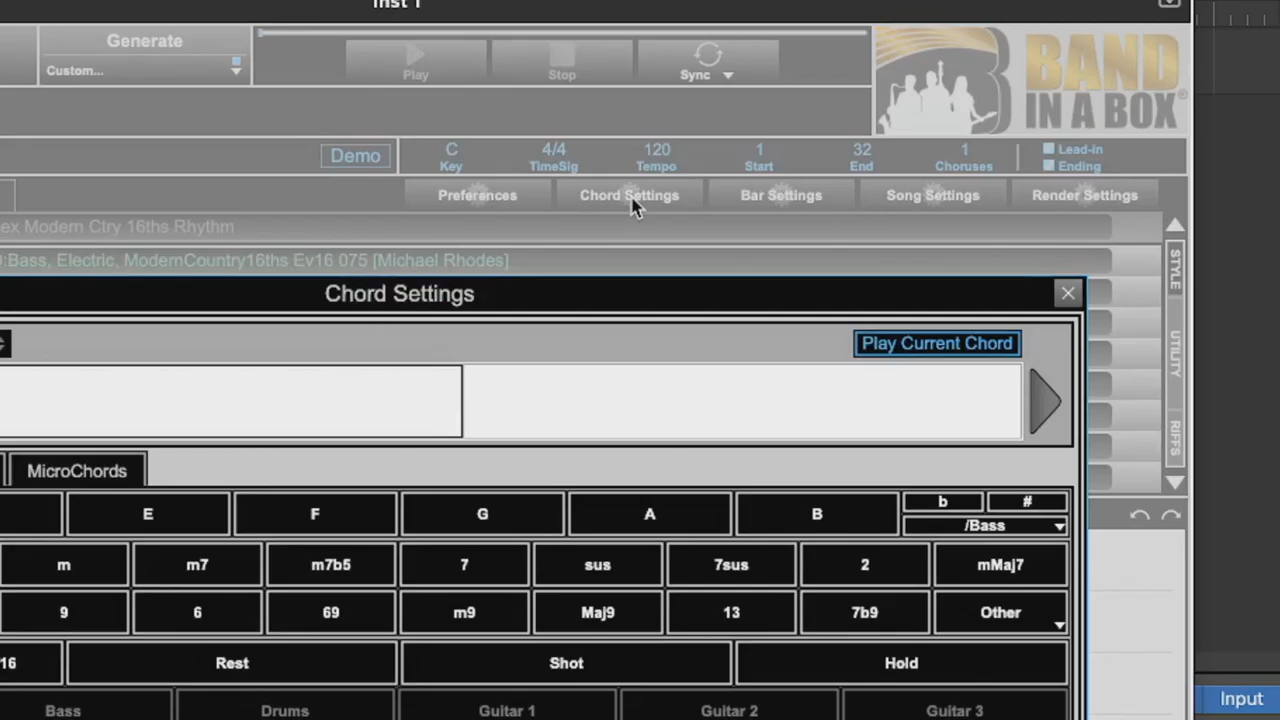 Inst 1
Generate
Custom...
Play
Stop
Sync
BAND
IN A BOX®
Demo
C
Key
4/4
TimeSig
120
Tempo
1
Start
32
End
1
Choruses
Lead-in
Ending
Preferences
Chord Settings
Bar Settings
Song Settings
Render Settings
ex Modern Ctry 16ths Rhythm
:Bass, Electric, ModernCountry16ths Ev16 075 [Michael Rhodes]
STYLE
UTILITY
RIFFS
Chord Settings
Play Current Chord
MicroChords
E
F
G
A
B
b
#
/Bass
m
m7
m7b5
7
sus
7sus
2
mMaj7
9
6
69
m9
Maj9
13
7b9
Other
16
Rest
Shot
Hold
Bass
Drums
Guitar 1
Guitar 2
Guitar 3
Input